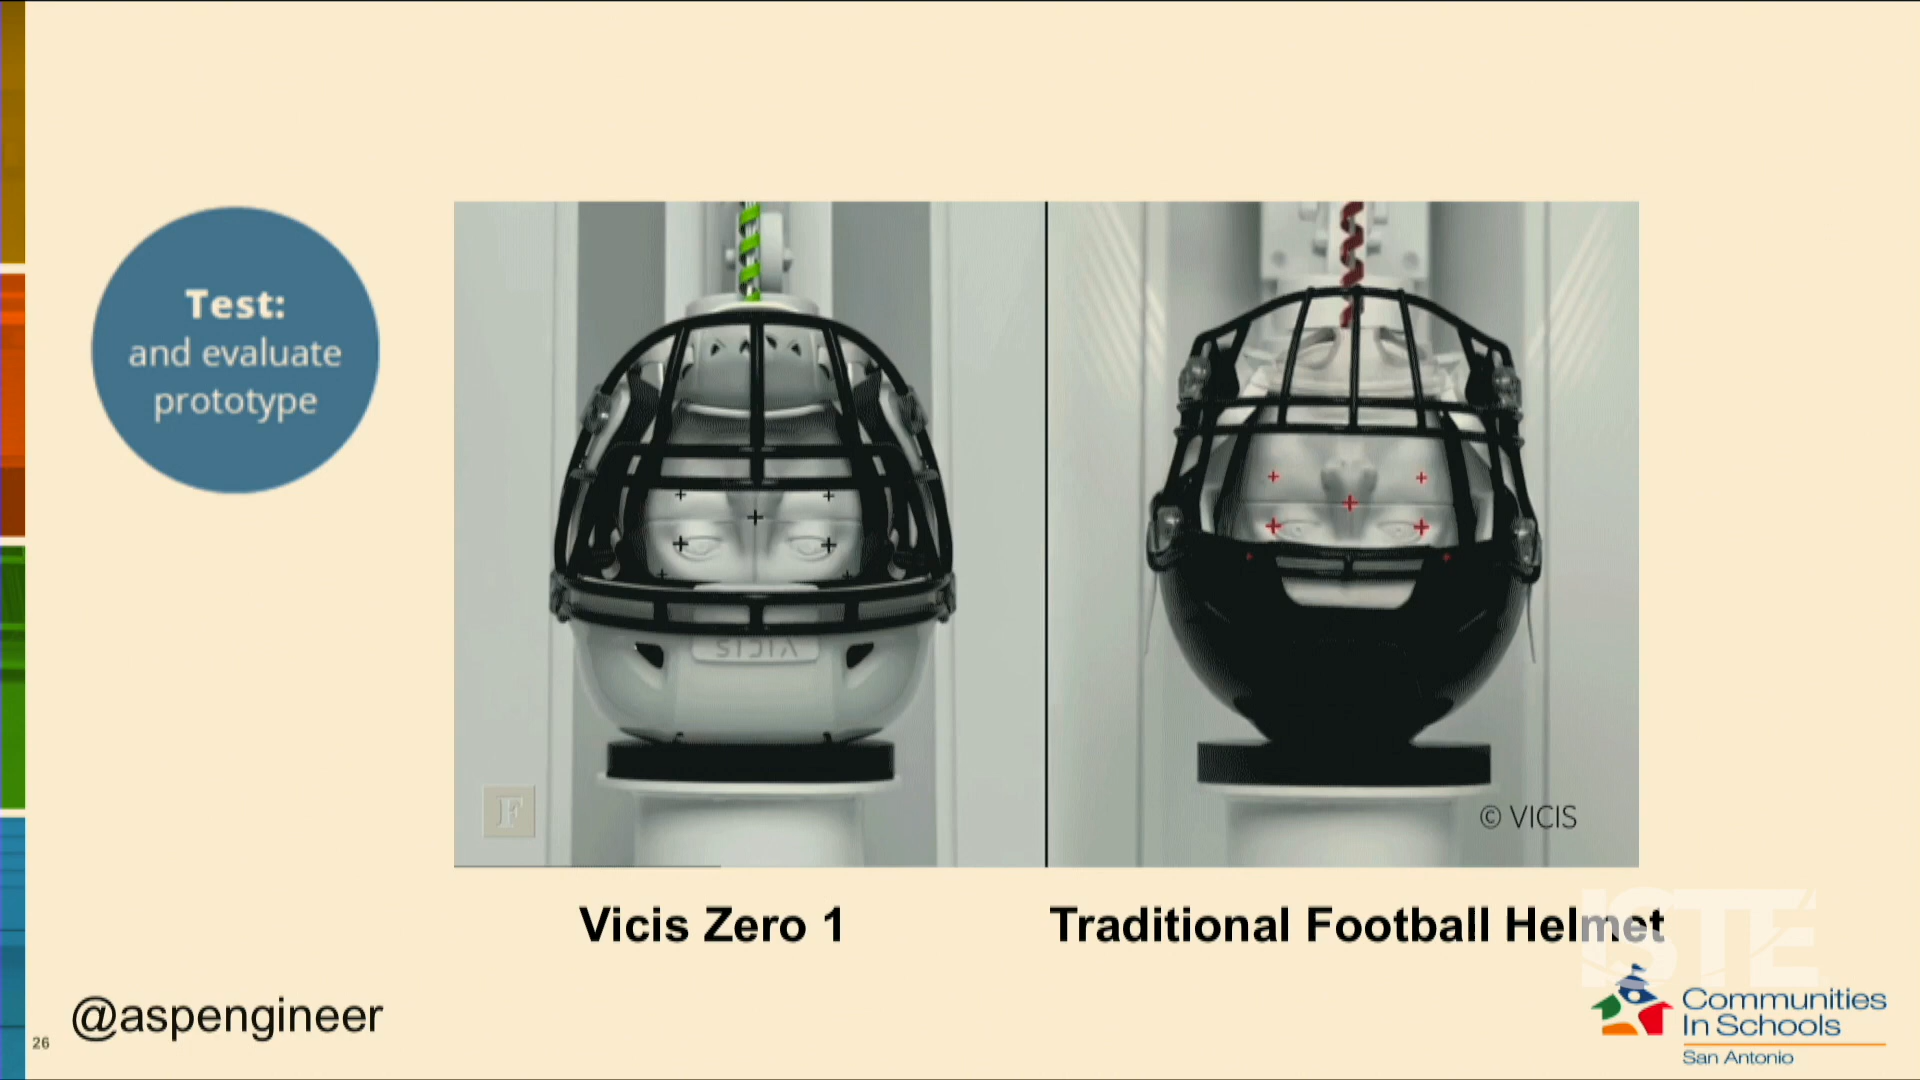 Test:
and evaluate
prototype
VICIS
F
© VICIS
Vicis Zero 1
Traditional Football Helmet
ISTE
@aspengineer
Communities
In Schools
San Antonio
26